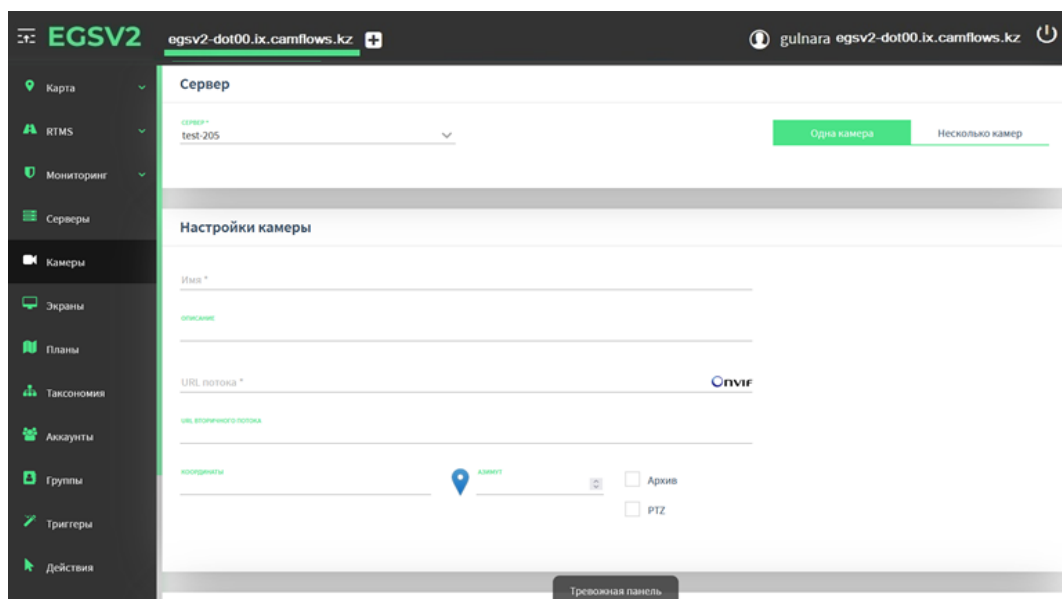 EGSV2
egsv2-dot00.ix.camflows.kz
gulnara egsv2-dot00.ix.camflows.kz
Карта
RTMS
Мониторинг
Серверы
Камеры
Экраны
Планы
Таксономия
Аккаунты
Группы
Триггеры
Действия
Сервер
СЕРВЕР *
test-205
Одна камера
Несколько камер
Настройки камеры
Имя *
ОПИСАНИЕ
URL потока *
ONVIF
URL ВТОРИЧНОГО ПОТОКА
КООРДИНАТЫ
АЗИМУТ
Архив
PTZ
Тревожная панель